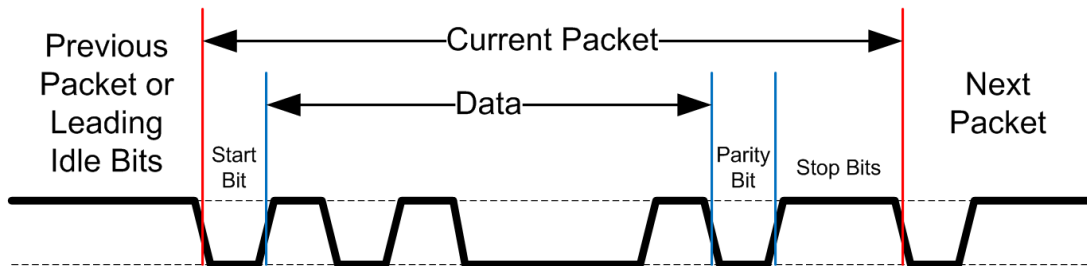 Previous
Packet or
Leading
Idle Bits
Current Packet
Data
Start
Bit
Parity
Bit
Stop Bits
Next
Packet